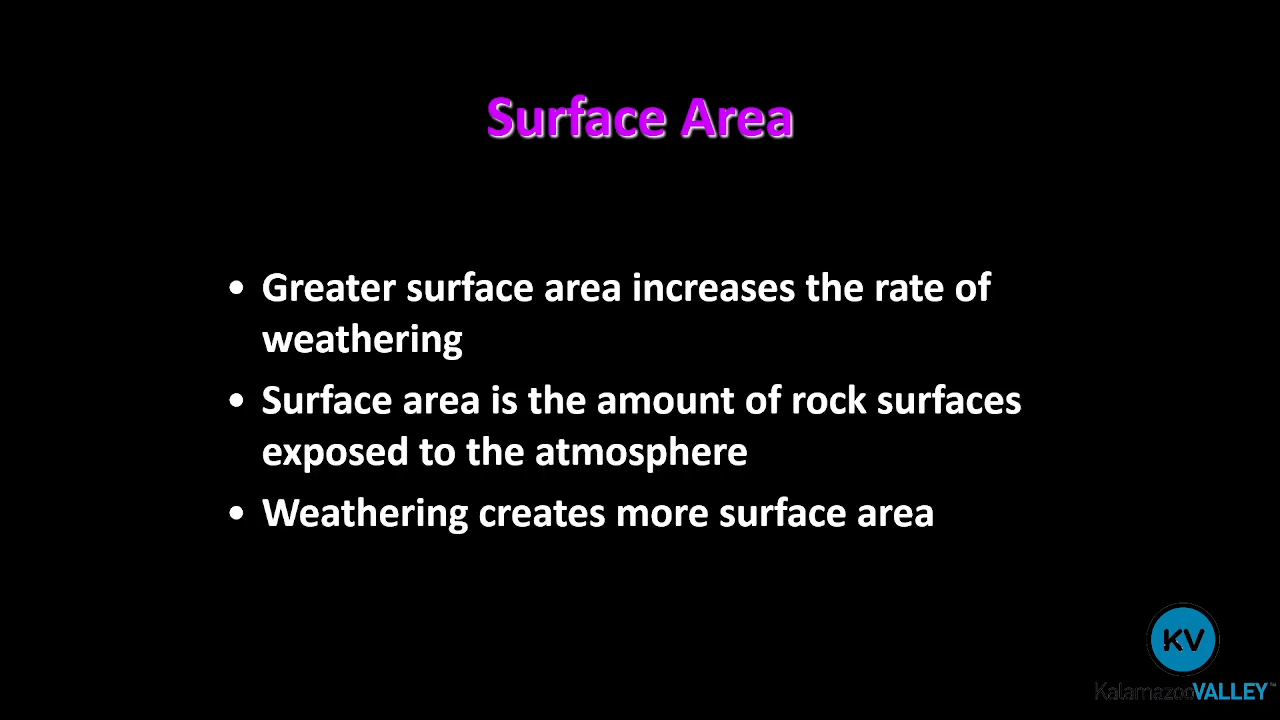 Surface Area
• Greater surface area increases the rate of
weathering
• Surface area is the amount of rock surfaces
exposed to the atmosphere
• Weathering creates more surface area
KV
KalamazooVALLEY™